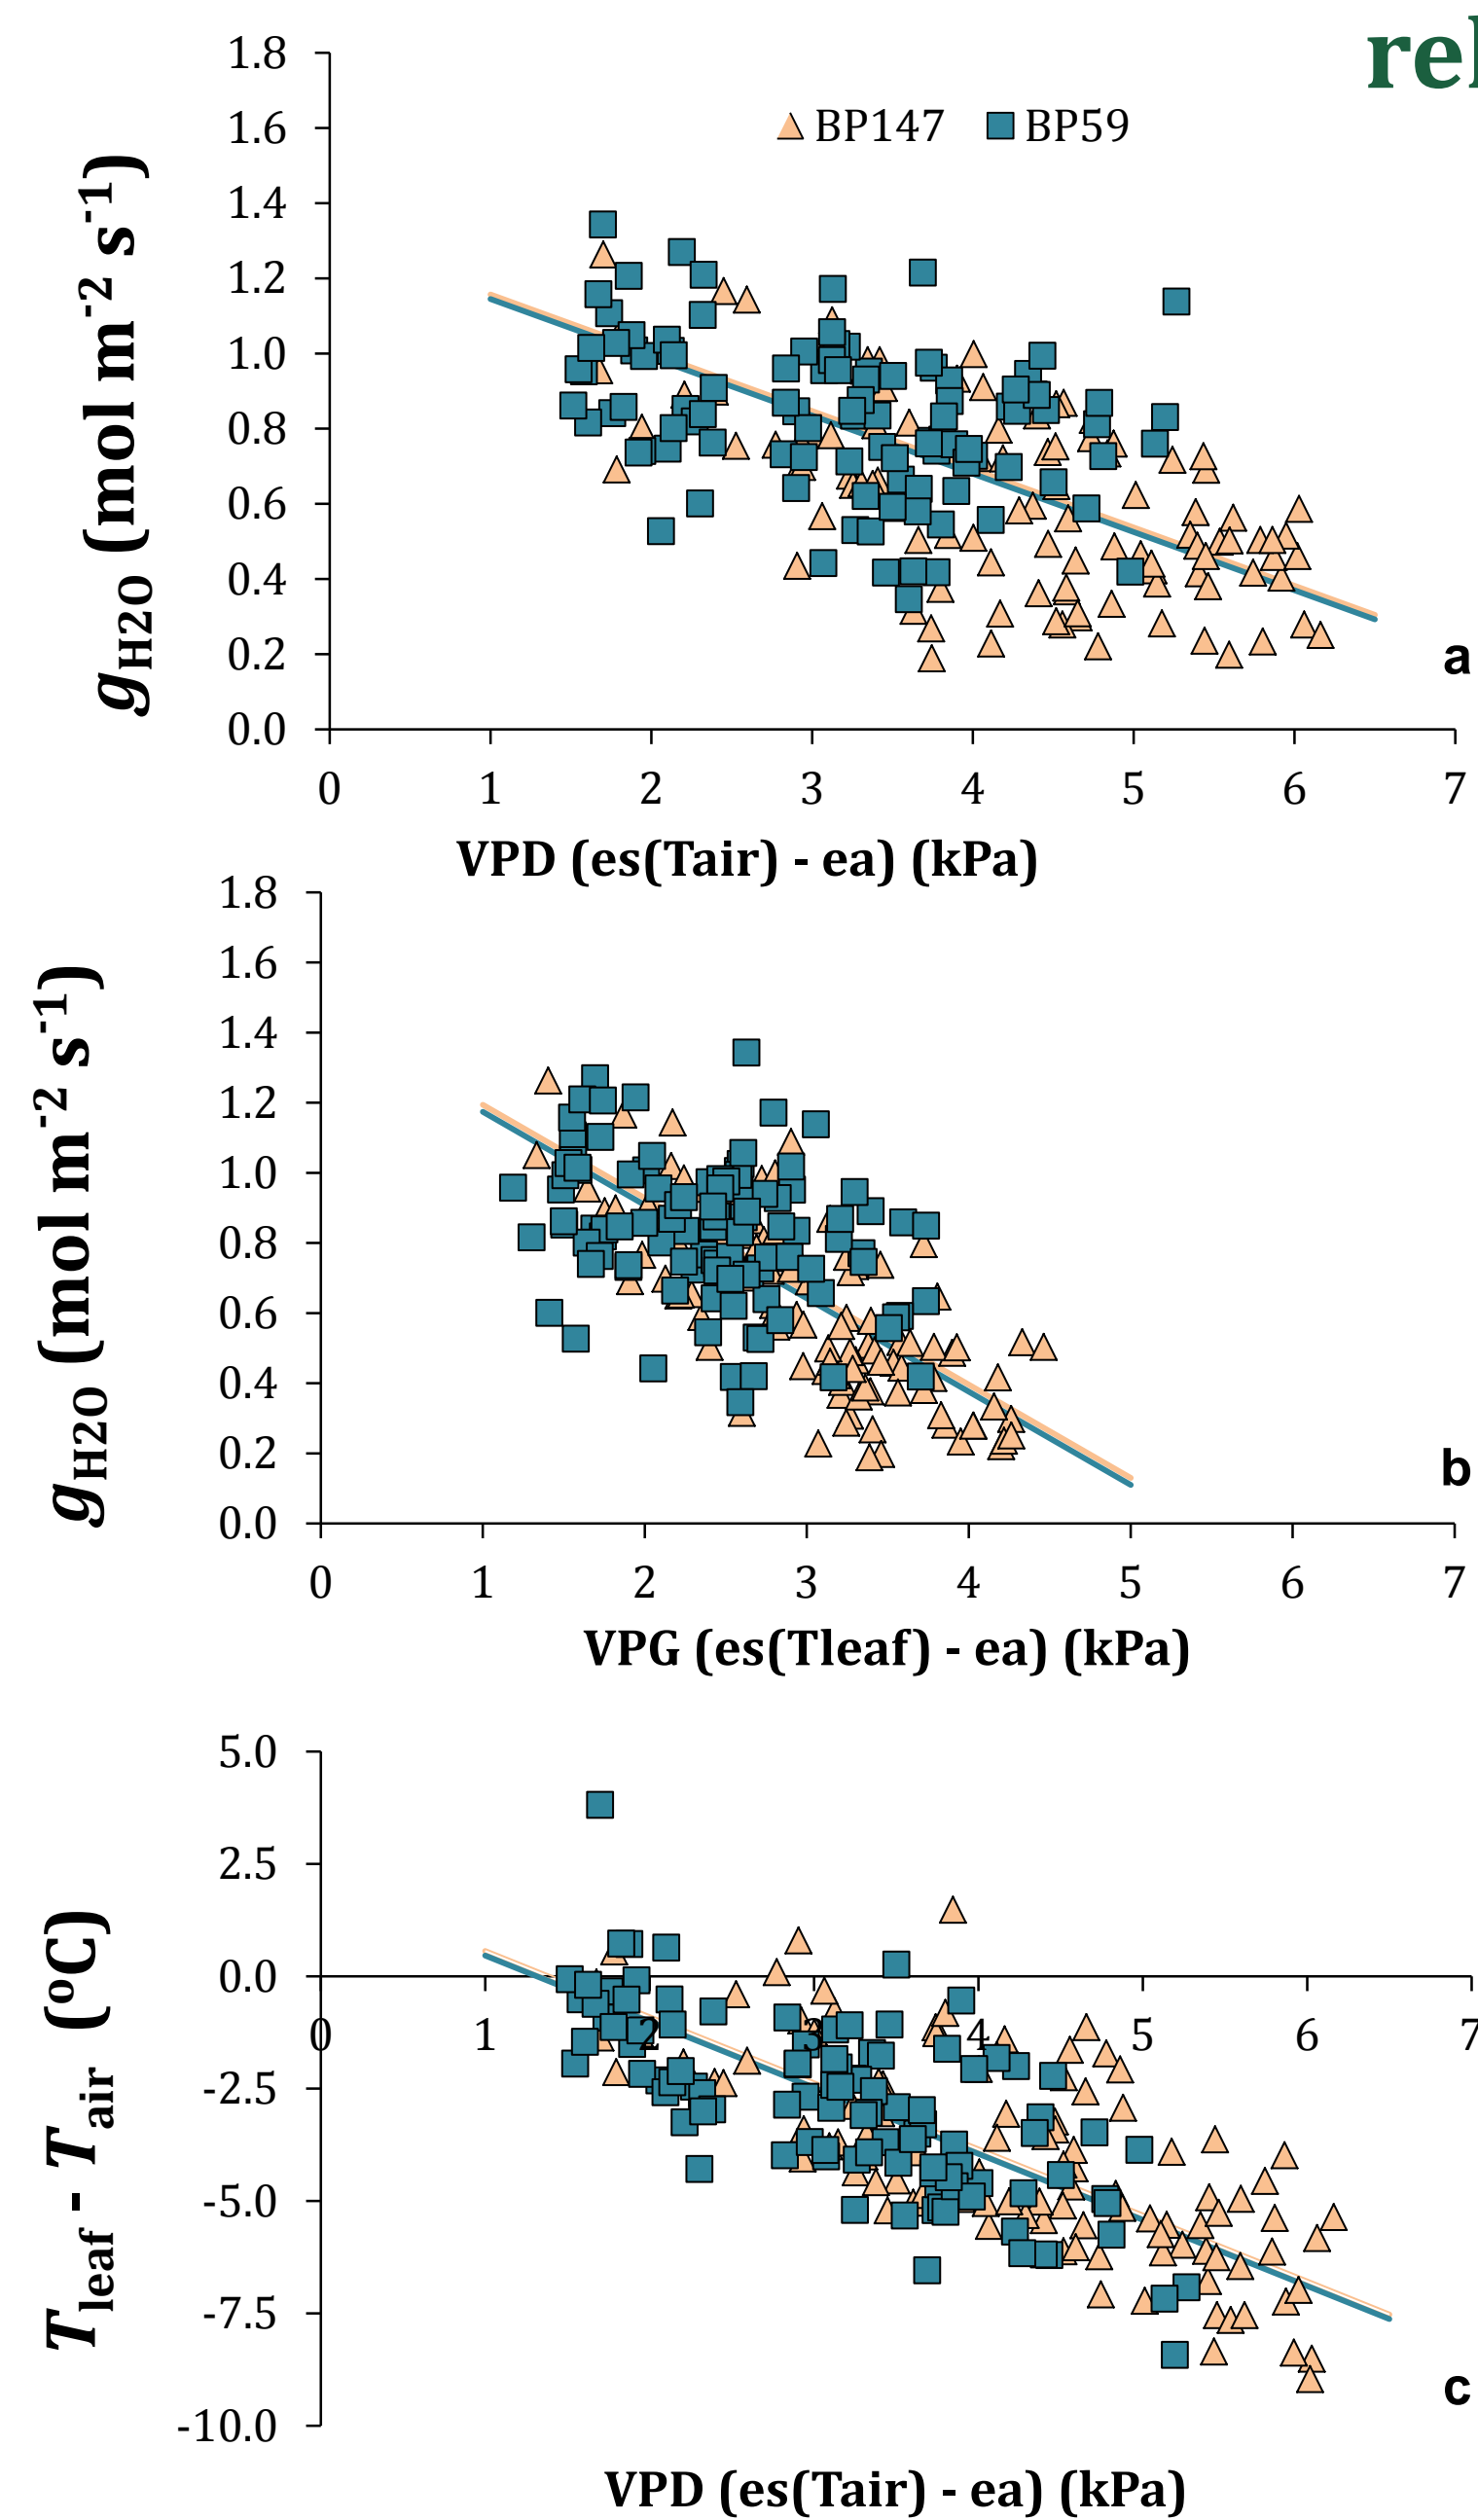 rel
1.8
1.6
1.4
1.2
1.0
0.8
0.6
0.4
0.2
0.0
BP147 BP59
gH2O (mol m-2 s-1)
a
0 1 2 3 4 5 6 7
VPD (es(Tair) - ea) (kPa)
1.8
1.6
1.4
1.2
1.0
0.8
0.6
0.4
0.2
0.0
gH2O (mol m-2 s-1)
b
0 1 2 3 4 5 6 7
VPG (es(Tleaf) - ea) (kPa)
5.0
2.5
0.0
-2.5
-5.0
-7.5
-10.0
Tleaf - Tair (oC)
0 1 2 3 4 5 6 7
c
VPD (es(Tair) - ea) (kPa)